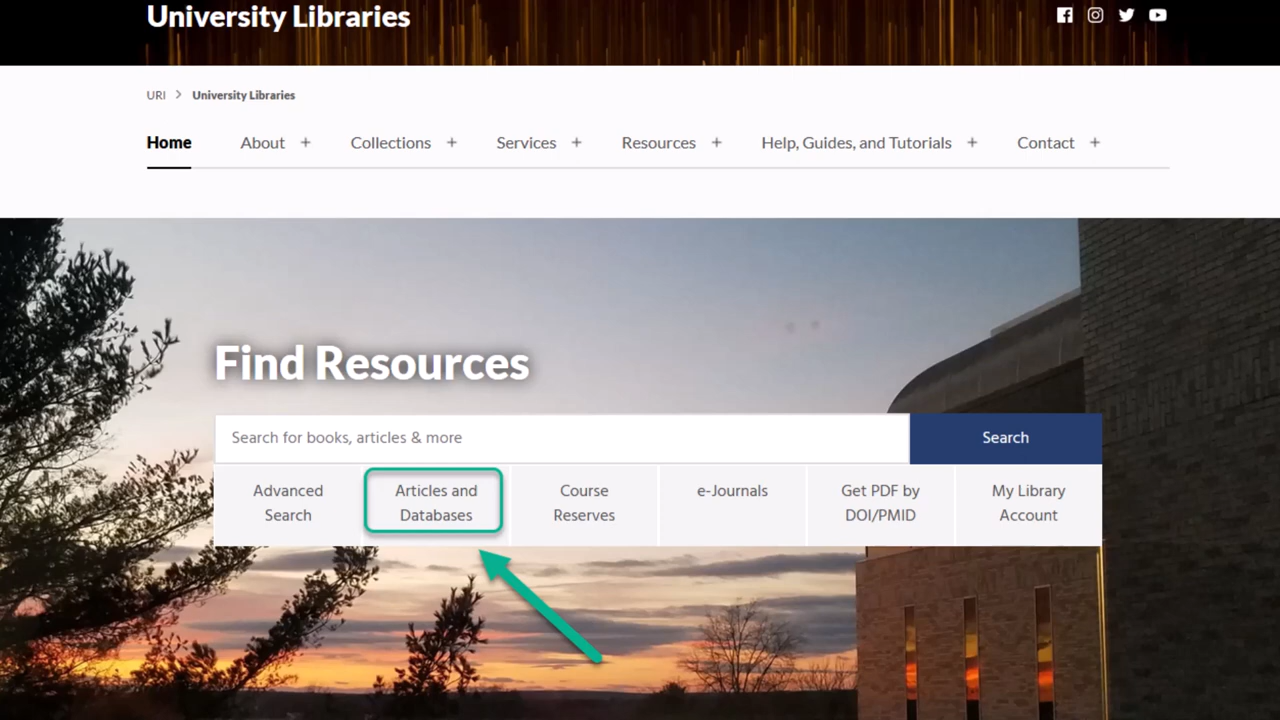 University Libraries
URI > University Libraries
Home About + Collections + Services + Resources + Help, Guides, and Tutorials + Contact +
Find Resources
Search for books, articles & more Search
Advanced Search
Articles and Databases
Course Reserves
e-Journals
Get PDF by DOI/PMID
My Library Account